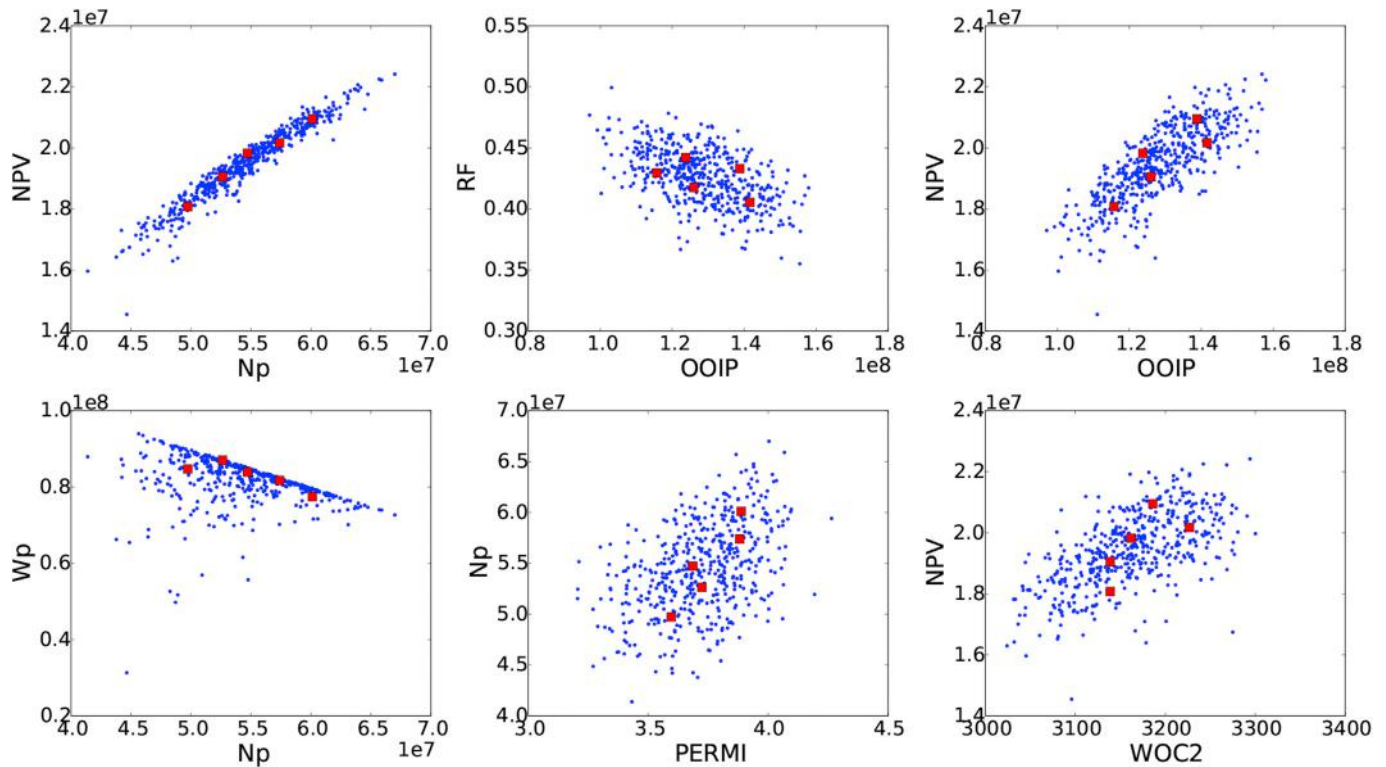 2.4 1e7
2.2
2.0
1.8
1.6
1.4
NPV
4.0 4.5 5.0 5.5 6.0 6.5 7.0
Np 1e7
0.55
0.50
0.45
0.40
0.35
0.30
RF
0.8 1.0 1.2 1.4 1.6 1.8
OOIP 1e8
2.4 1e7
2.2
2.0
1.8
1.6
1.4
NPV
0.8 1.0 1.2 1.4 1.6 1.8
OOIP 1e8
1.0 1e8
0.8
0.6
0.4
0.2
Wp
4.0 4.5 5.0 5.5 6.0 6.5 7.0
Np 1e7
7.0 1e7
6.5
6.0
5.5
5.0
4.5
4.0
Np
3.0 3.5 4.0 4.5
PERMI
2.4 1e7
2.2
2.0
1.8
1.6
1.4
NPV
3000 3100 3200 3300 3400
WOC2